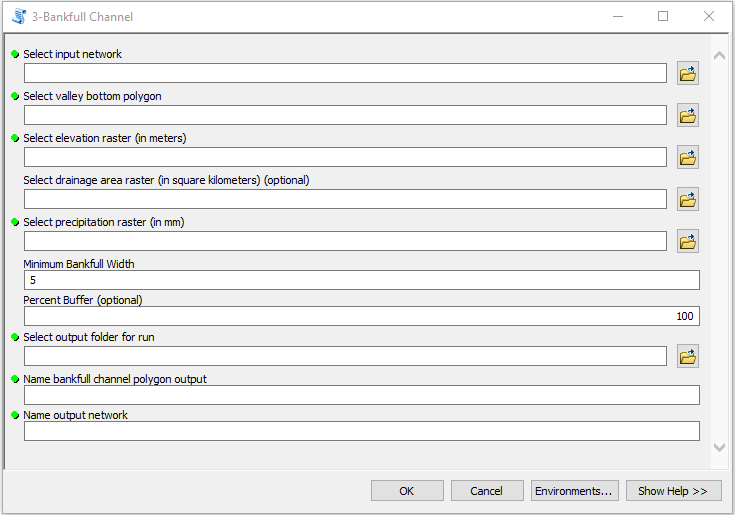 3-Bankfull Channel
Select input network
Select valley bottom polygon
Select elevation raster (in meters)
Select drainage area raster (in square kilometers) (optional)
Select precipitation raster (in mm)
Minimum Bankfull Width
5
Percent Buffer (optional)
100
Select output folder for run
Name bankfull channel polygon output
Name output network
OK Cancel Environments... Show Help >>